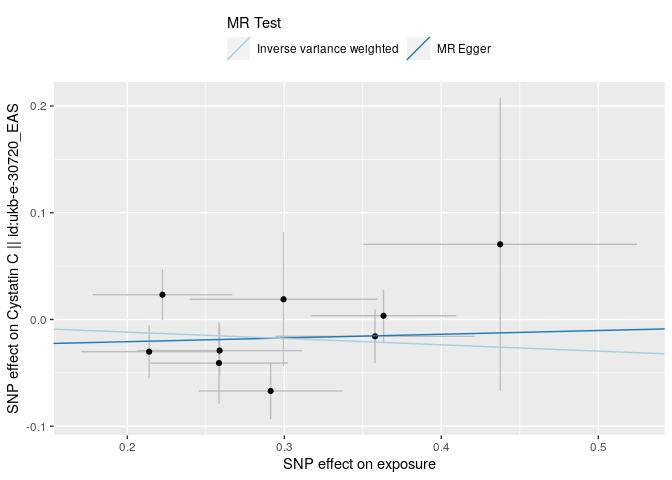 MR Test
Inverse variance weighted MR Egger
SNP effect on Cystatin C || id:ukb-e-30720_EAS
0.2
0.1
0.0
-0.1
0.2 0.3 0.4 0.5
SNP effect on exposure